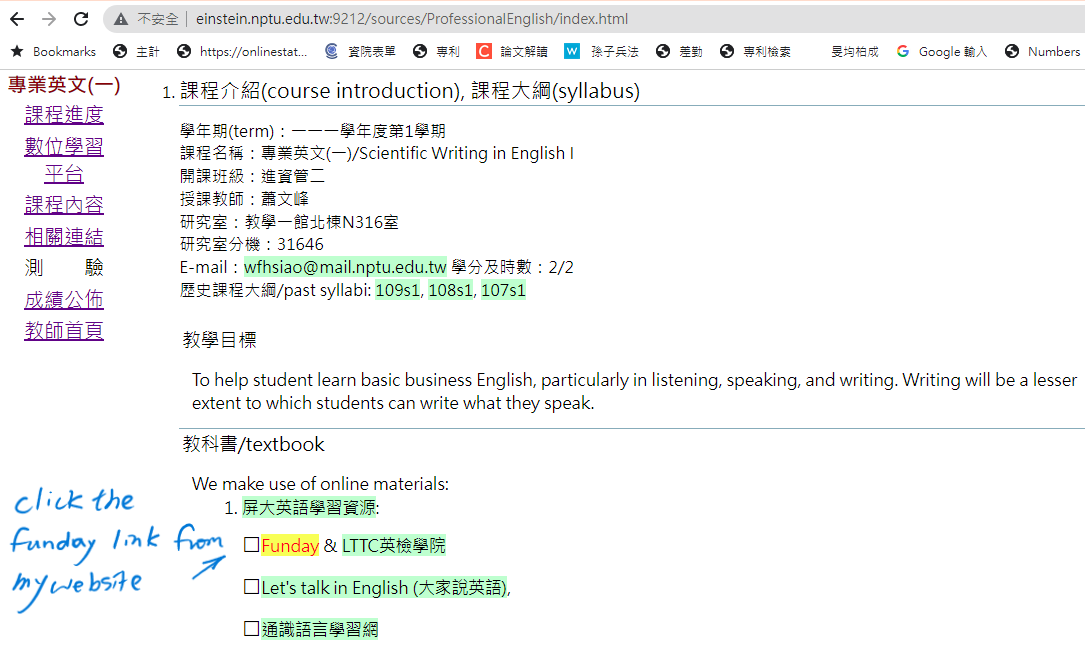 不安全 einstein.nptu.edu.tw:9212/sources/ProfessionalEnglish/index.html
Bookmarks 主計 https://onlinestat... 資院表單 專利 論文解讀 孫子兵法 差勤 專利檢索 旻均柏成 Google 輸入 Numbers
專業英文(一)
課程進度
數位學習
平台
課程內容
相關連結
測 驗
成績公佈
教師首頁
1. 課程介紹(course introduction), 課程大綱(syllabus)
學年期(term)：一一一學年度第1學期
課程名稱：專業英文(一)/Scientific Writing in English I
開課班級：進資管二
授課教師：蕭文峰
研究室：教學一館北棟N316室
研究室分機：31646
E-mail：wfhsiao@mail.nptu.edu.tw 學分及時數：2/2
歷史課程大綱/past syllabi: 109s1, 108s1, 107s1
教學目標
To help student learn basic business English, particularly in listening, speaking, and writing. Writing will be a lesser
extent to which students can write what they speak.
教科書/textbook
We make use of online materials:
1. 屏大英語學習資源:
☐Funday & LTTC英檢學院
☐Let's talk in English (大家說英語),
☐通識語言學習網
click the
funday link from
my website